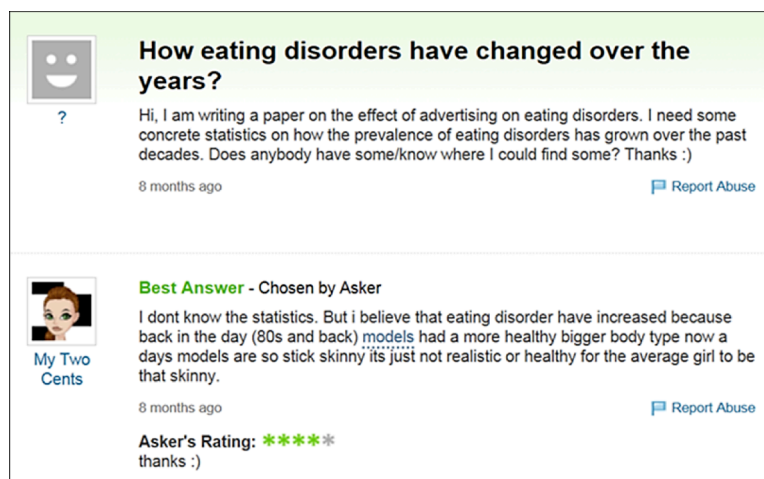 How eating disorders have changed over the
years?
?
Hi, I am writing a paper on the effect of advertising on eating disorders. I need some
concrete statistics on how the prevalence of eating disorders has grown over the past
decades. Does anybody have some/know where I could find some? Thanks :)
8 months ago
Report Abuse
Best Answer - Chosen by Asker
My Two
Cents
I dont know the statistics. But i believe that eating disorder have increased because
back in the day (80s and back) models had a more healthy bigger body type now a
days models are so stick skinny its just not realistic or healthy for the average girl to be
that skinny.
8 months ago
Report Abuse
Asker's Rating: *****
thanks :)